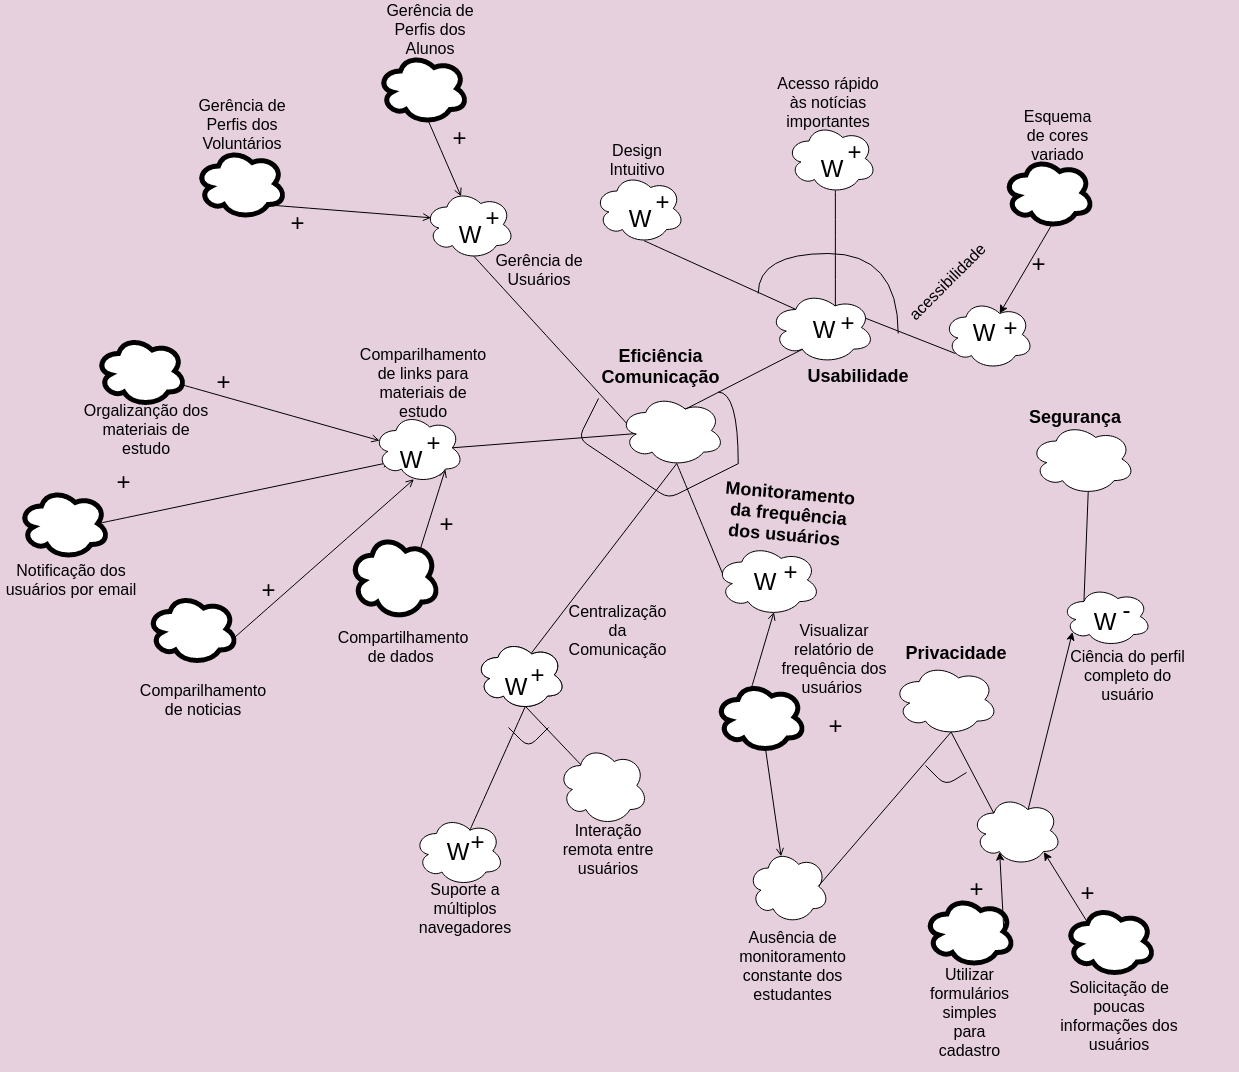 Gerência de
Perfis dos
Alunos
+
Gerência de
Perfis dos
Voluntários
+
W
+
Gerência de
Usuários
Design
Intuitivo
W
+
Acesso rápido
às notícias
importantes
W
+
Esquema
de cores
variado
+
acessibilidade
W
+
W
+
Usabilidade
Eficiência
Comunicação
Comparilhamento
de links para
materiais de
estudo
W
+
+
Orgalizanção dos
materiais de
estudo
+
Notificação dos
usuários por email
+
Comparilhamento
de noticias
+
Compartilhamento
de dados
Monitoramento
da frequência
dos usuários
W
+
Visualizar
relatório de
frequência dos
usuários
+
Centralização
da
Comunicação
W
+
Interação
remota entre
usuários
W
+
Suporte a
múltiplos
navegadores
Segurança
W
-
Ciência do perfil
completo do
usuário
Privacidade
Ausência de
monitoramento
constante dos
estudantes
+
Utilizar
formulários
simples
para
cadastro
+
Solicitação de
poucas
informações dos
usuários